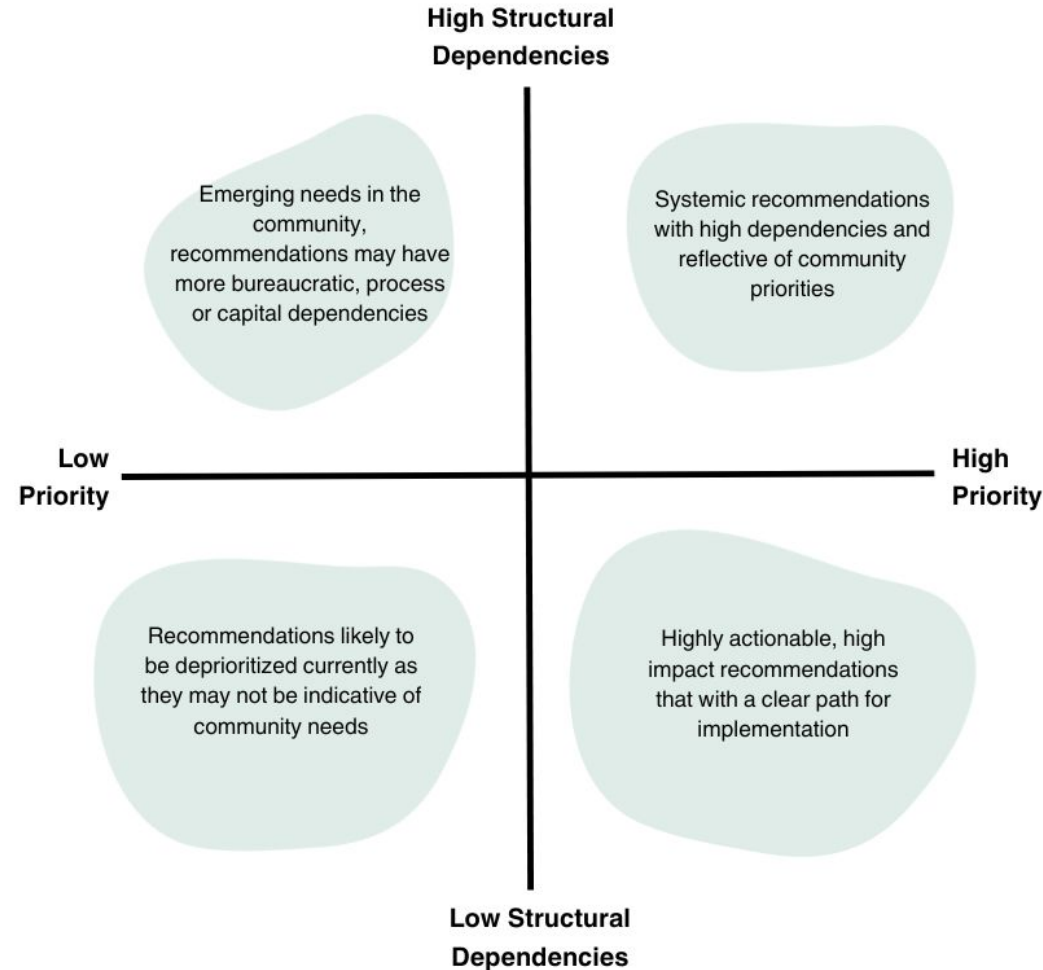 High Structural
Dependencies
Emerging needs in the
community,
recommendations may have
more bureaucratic, process
or capital dependencies
Systemic recommendations
with high dependencies and
reflective of community
priorities
Low
Priority
High
Priority
Recommendations likely to
be deprioritized currently as
they may not be indicative of
community needs
Highly actionable, high
impact recommendations
that with a clear path for
implementation
Low Structural
Dependencies